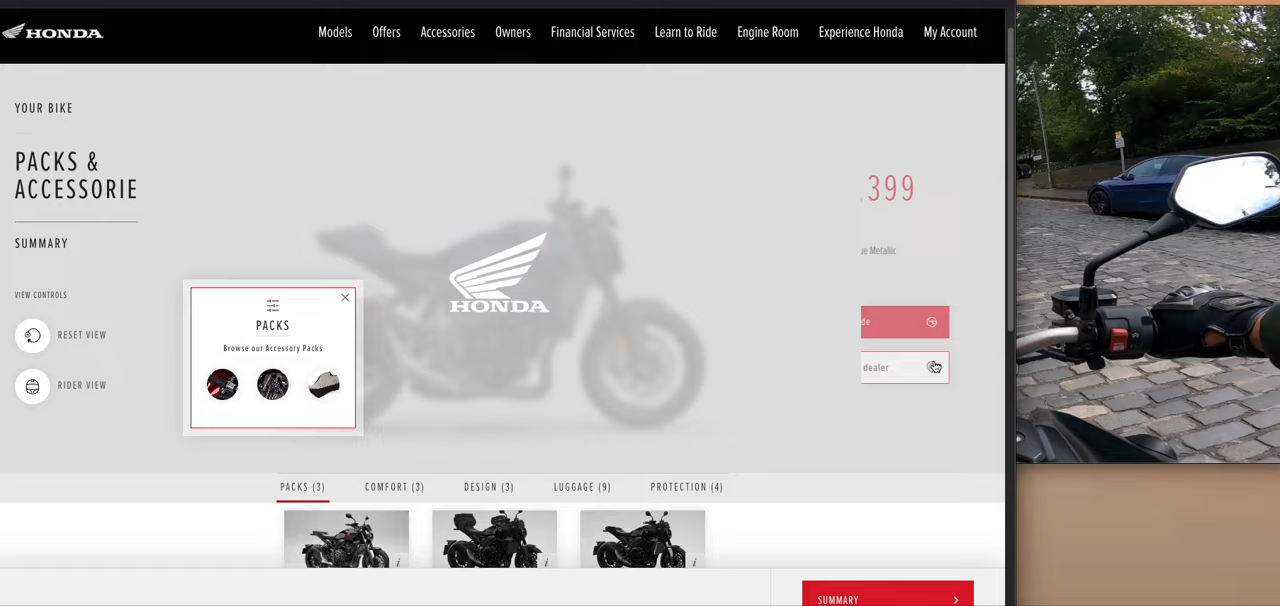 HONDA
Models Offers Accessories Owners Financial Services Learn to Ride Engine Room Experience Honda My Account
YOUR BIKE
PACKS &
ACCESSORIE
SUMMARY
399
Metallic
VIEW CONTROLS
RESET VIEW
RIDER VIEW
HONDA
PACKS
Browse our Accessory Packs
dealer
PACKS (3) COMFORT (3) DESIGN (3) LUGGAGE (9) PROTECTION (4)
i i i
SUMMARY